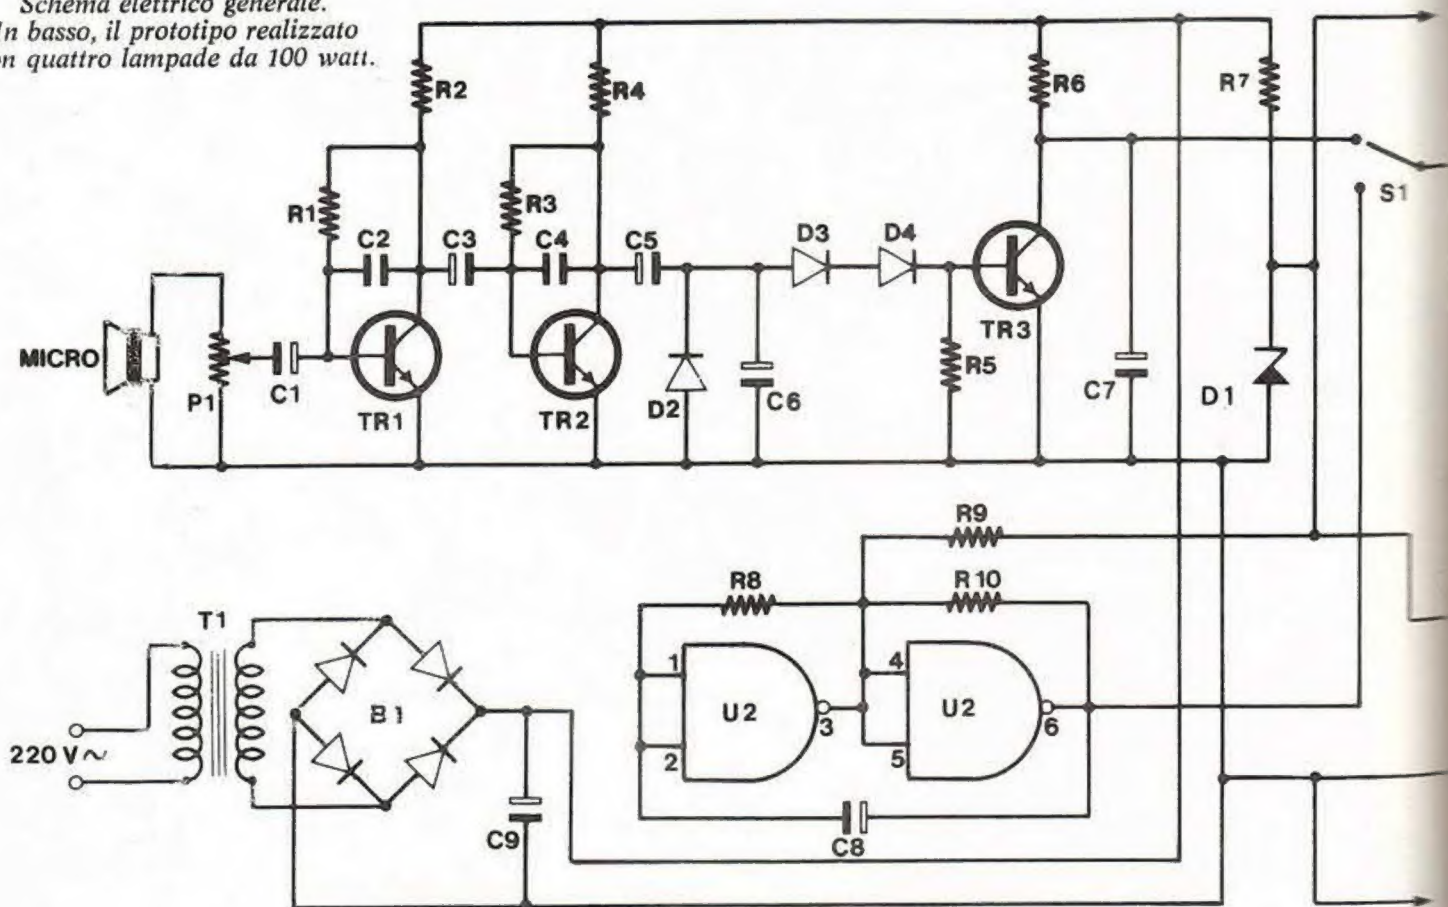 Schema elettrico generale.
In basso, il prototipo realizzato
con quattro lampade da 100 watt.
R2
R4
R6
R7
R1
C2
C3
R3
C4
C5
D3
D4
S1
MICRO
P1
C1
TR1
TR2
D2
C6
R5
TR3
C7
D1
R9
R8
R10
T1
B1
220 V~
C9
1
2
U2
3
4
5
U2
6
C8